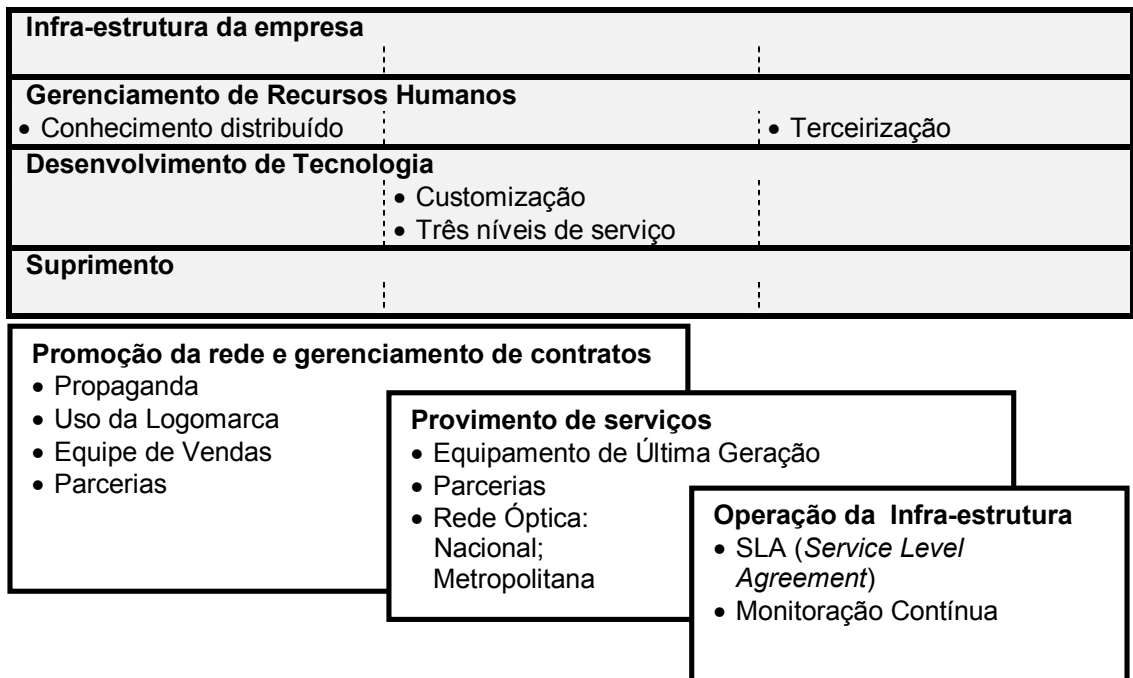 Infra-estrutura da empresa
Gerenciamento de Recursos Humanos
• Conhecimento distribuído
• Terceirização
Desenvolvimento de Tecnologia
• Customização
• Três níveis de serviço
Suprimento
Promoção da rede e gerenciamento de contratos
• Propaganda
• Uso da Logomarca
• Equipe de Vendas
• Parcerias
Provimento de serviços
• Equipamento de Última Geração
• Parcerias
• Rede Óptica:
Nacional;
Metropolitana
Operação da Infra-estrutura
• SLA (Service Level
Agreement)
• Monitoração Contínua